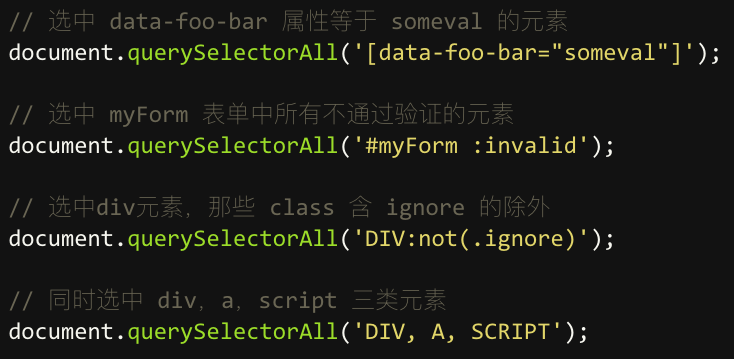 // 选中 data-foo-bar 属性等于 someval 的元素
document.querySelectorAll('[data-foo-bar="someval"]');
// 选中 myForm 表单中所有不通过验证的元素
document.querySelectorAll('#myForm :invalid');
// 选中div元素，那些 class 含 ignore 的除外
document.querySelectorAll('DIV:not(.ignore)');
// 同时选中 div，a，script 三类元素
document.querySelectorAll('DIV, A, SCRIPT');